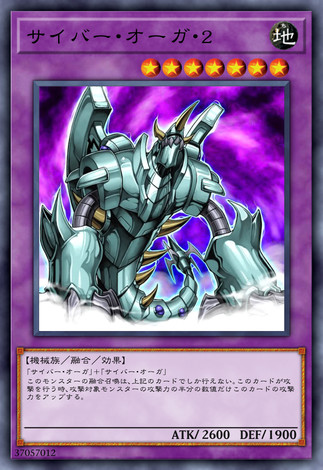 サイバー・オーガ・2
地
【機械族／融合／効果】
「サイバー・オーガ」＋「サイバー・オーガ」
このモンスターの融合召喚は、上記のカードでしか行えない。このカードが攻
撃を行う時、攻撃対象モンスターの攻撃力の半分の数値だけこのカードの攻撃
力をアップする。
ATK/ 2600 DEF/1900
37057012